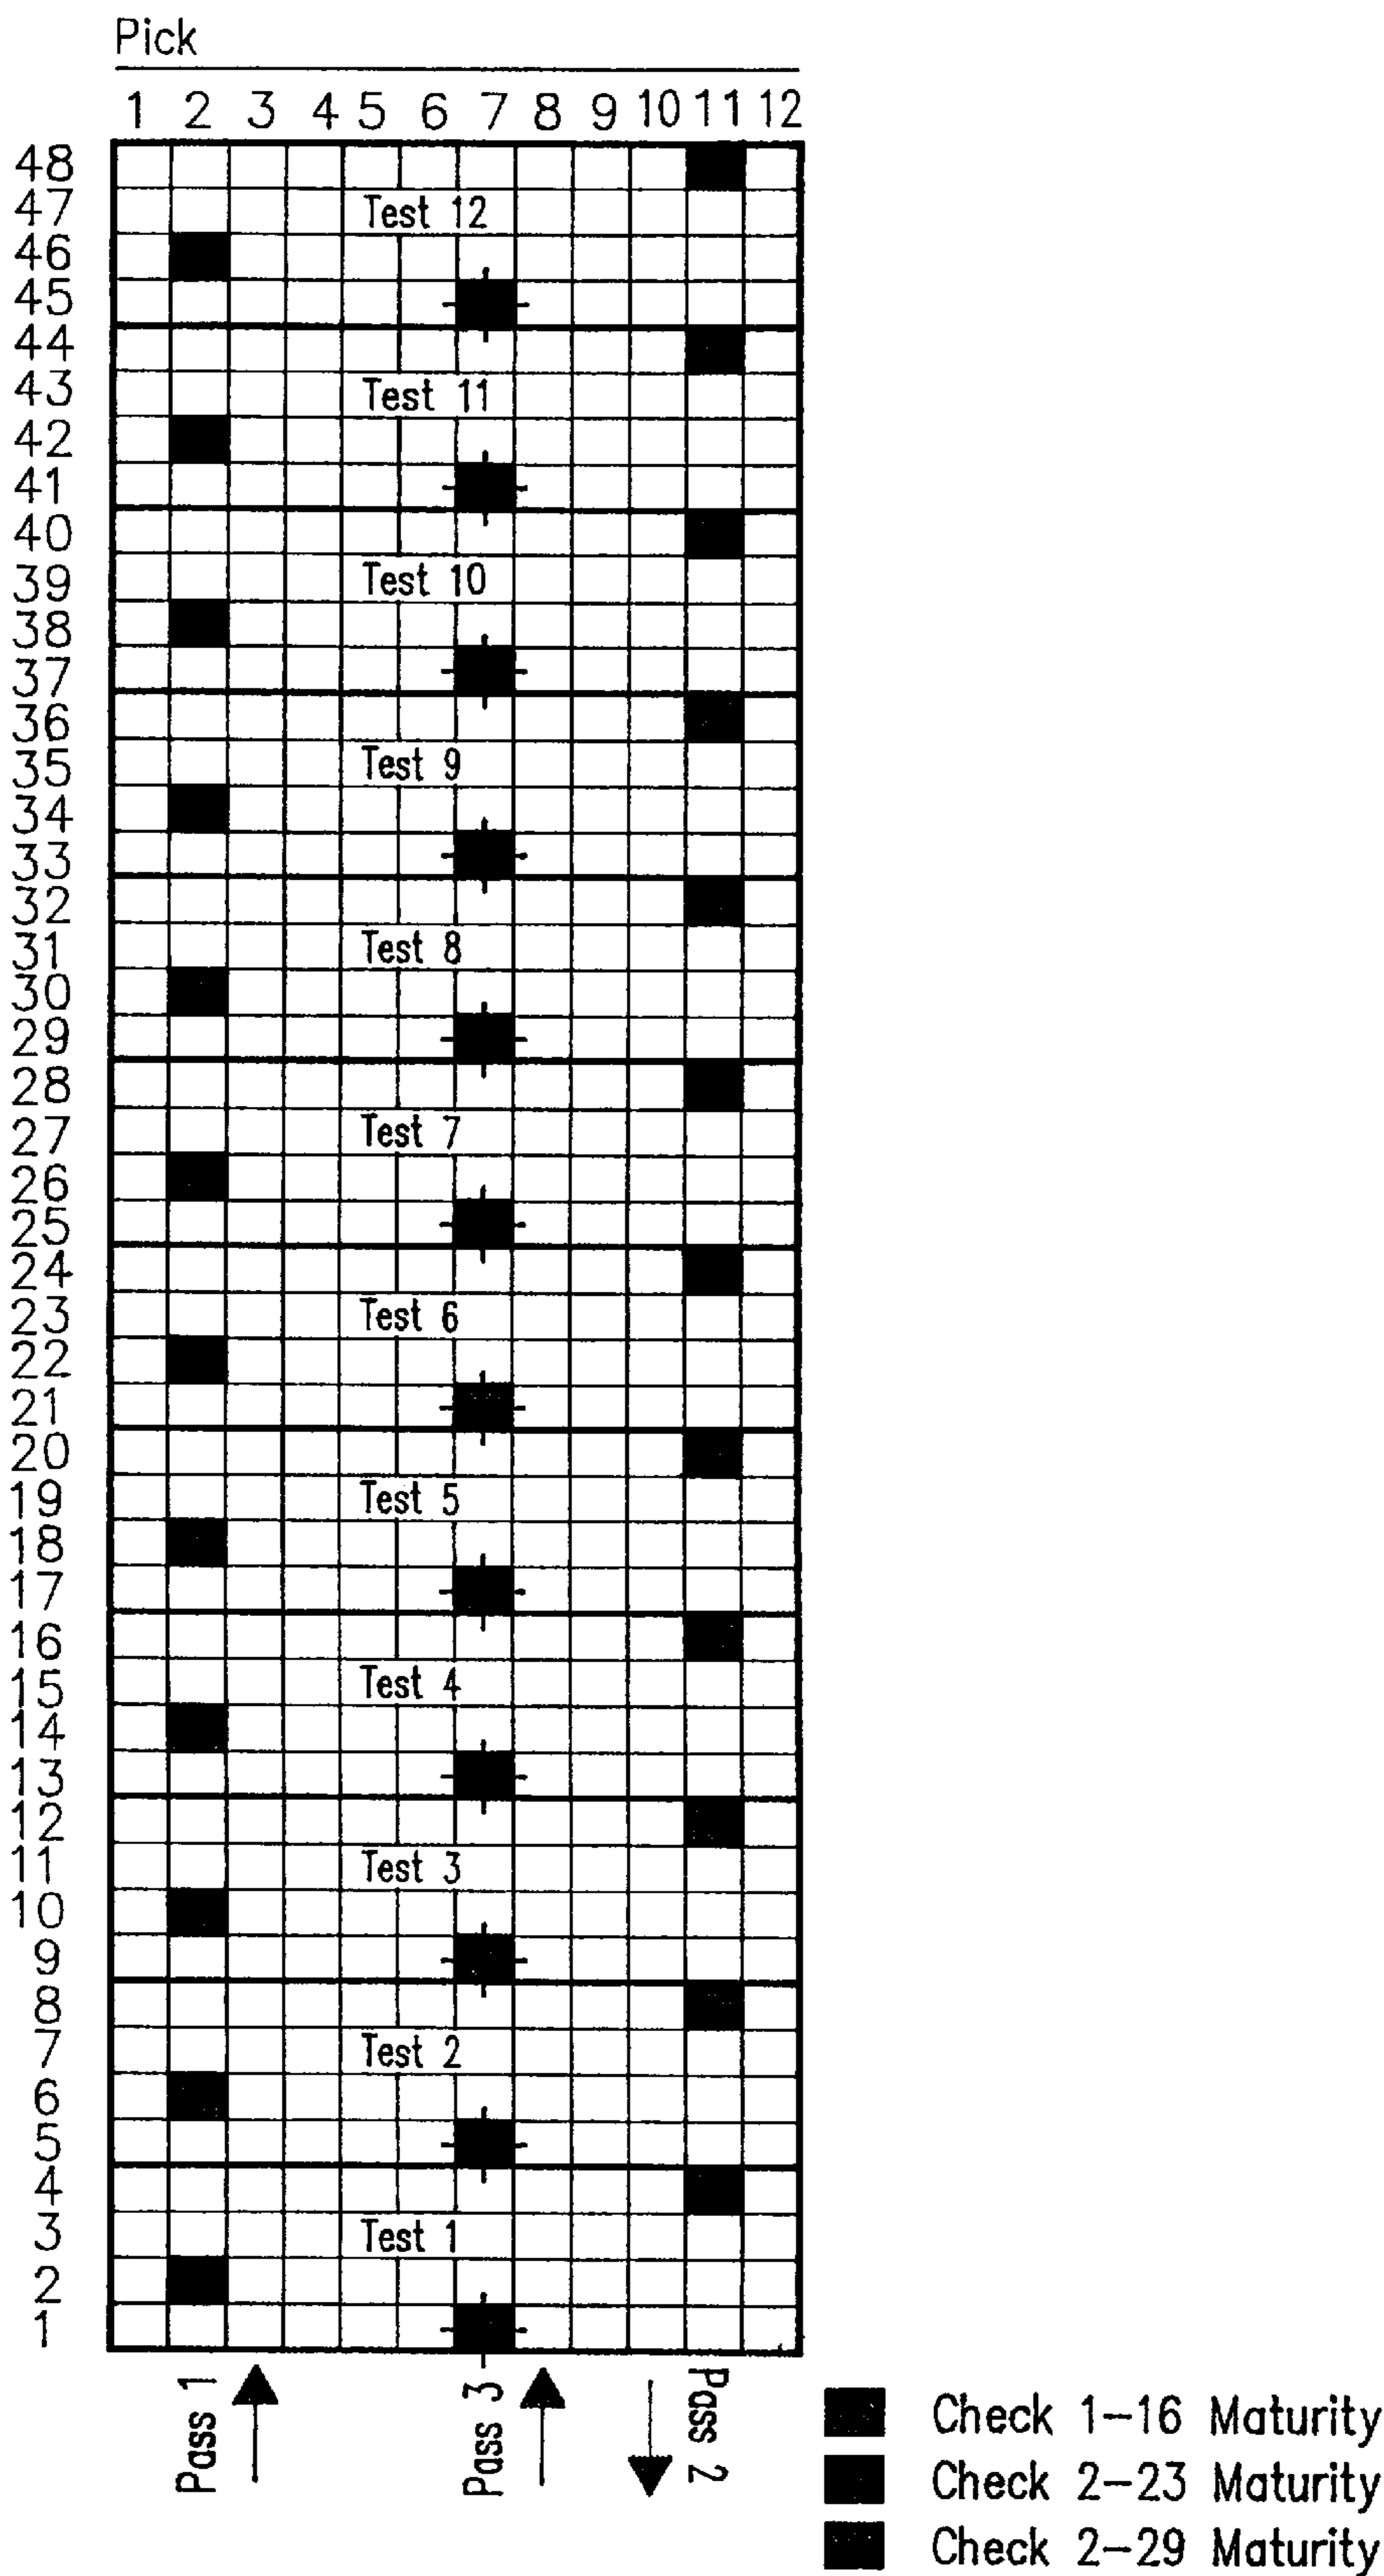 Pick
1 2 3 4 5 6 7 8 9 10 11 12
48
47 Test 12
46
45
44
43 Test 11
42
41
40
39 Test 10
38
37
36
35 Test 9
34
33
32
31 Test 8
30
29
28
27 Test 7
26
25
24
23 Test 6
22
21
20
19 Test 5
18
17
16
15 Test 4
14
13
12
11 Test 3
10
9
8
7 Test 2
6
5
4
3 Test 1
2
1
Pass 1
Pass 3
Pass 2
Check 1-16 Maturity
Check 2-23 Maturity
Check 2-29 Maturity